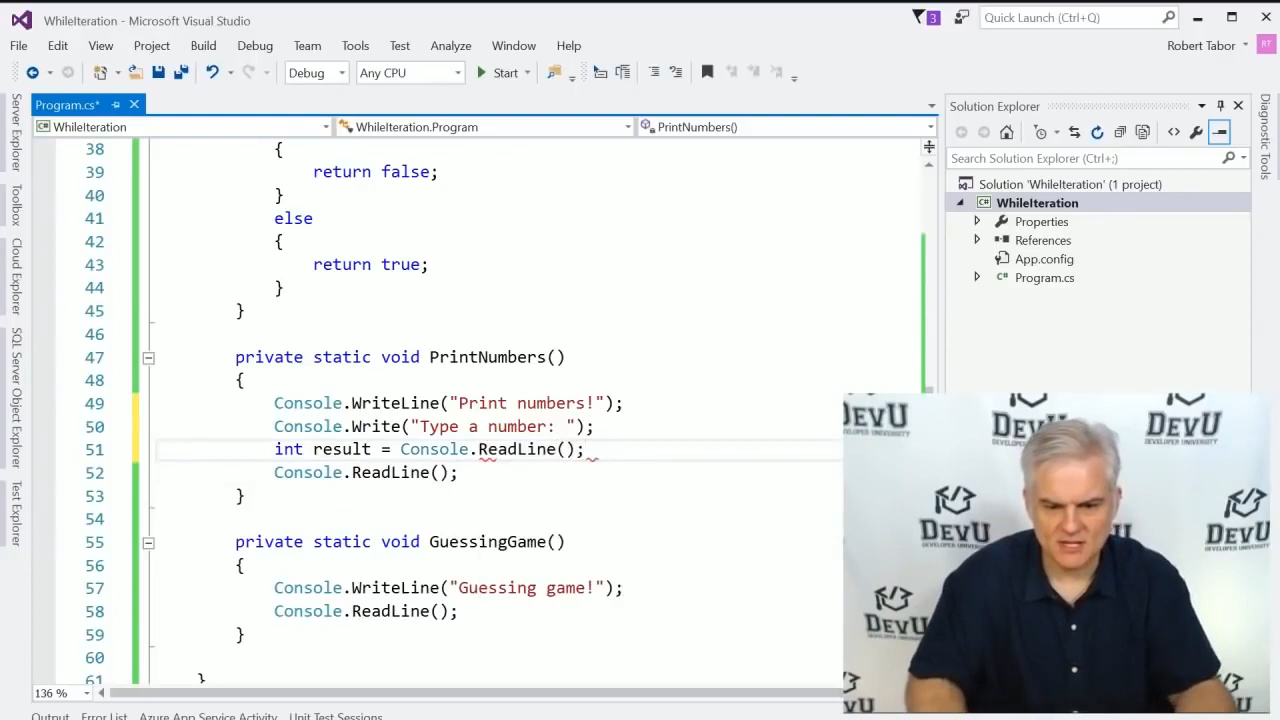 WhileIteration - Microsoft Visual Studio
3
Quick Launch (Ctrl+Q)
File Edit View Project Build Debug Team Tools Test Analyze Window Help
Robert Tabor
RT
Debug Any CPU Start
Program.cs*
WhileIteration WhileIteration.Program PrintNumbers()
38 {
39 return false;
40 }
41 else
42 {
43 return true;
44 }
45 }
46
47 private static void PrintNumbers()
48 {
49 Console.WriteLine("Print numbers!");
50 Console.Write("Type a number: ");
51 int result = Console.ReadLine();
52 Console.ReadLine();
53 }
54
55 private static void GuessingGame()
56 {
57 Console.WriteLine("Guessing game!");
58 Console.ReadLine();
59 }
60
61 }
136 %
Output Error List Azure App Service Activity Unit Test Sessions
Server Explorer
Toolbox
Cloud Explorer
SQL Server Object Explorer
Test Explorer
Solution Explorer
Search Solution Explorer (Ctrl+;)
Solution 'WhileIteration' (1 project)
C# WhileIteration
Properties
References
App.config
C# Program.cs
Diagnostic Tools
DevU
DevU
DEVELOPER UNIVERSITY
DevU
DevU